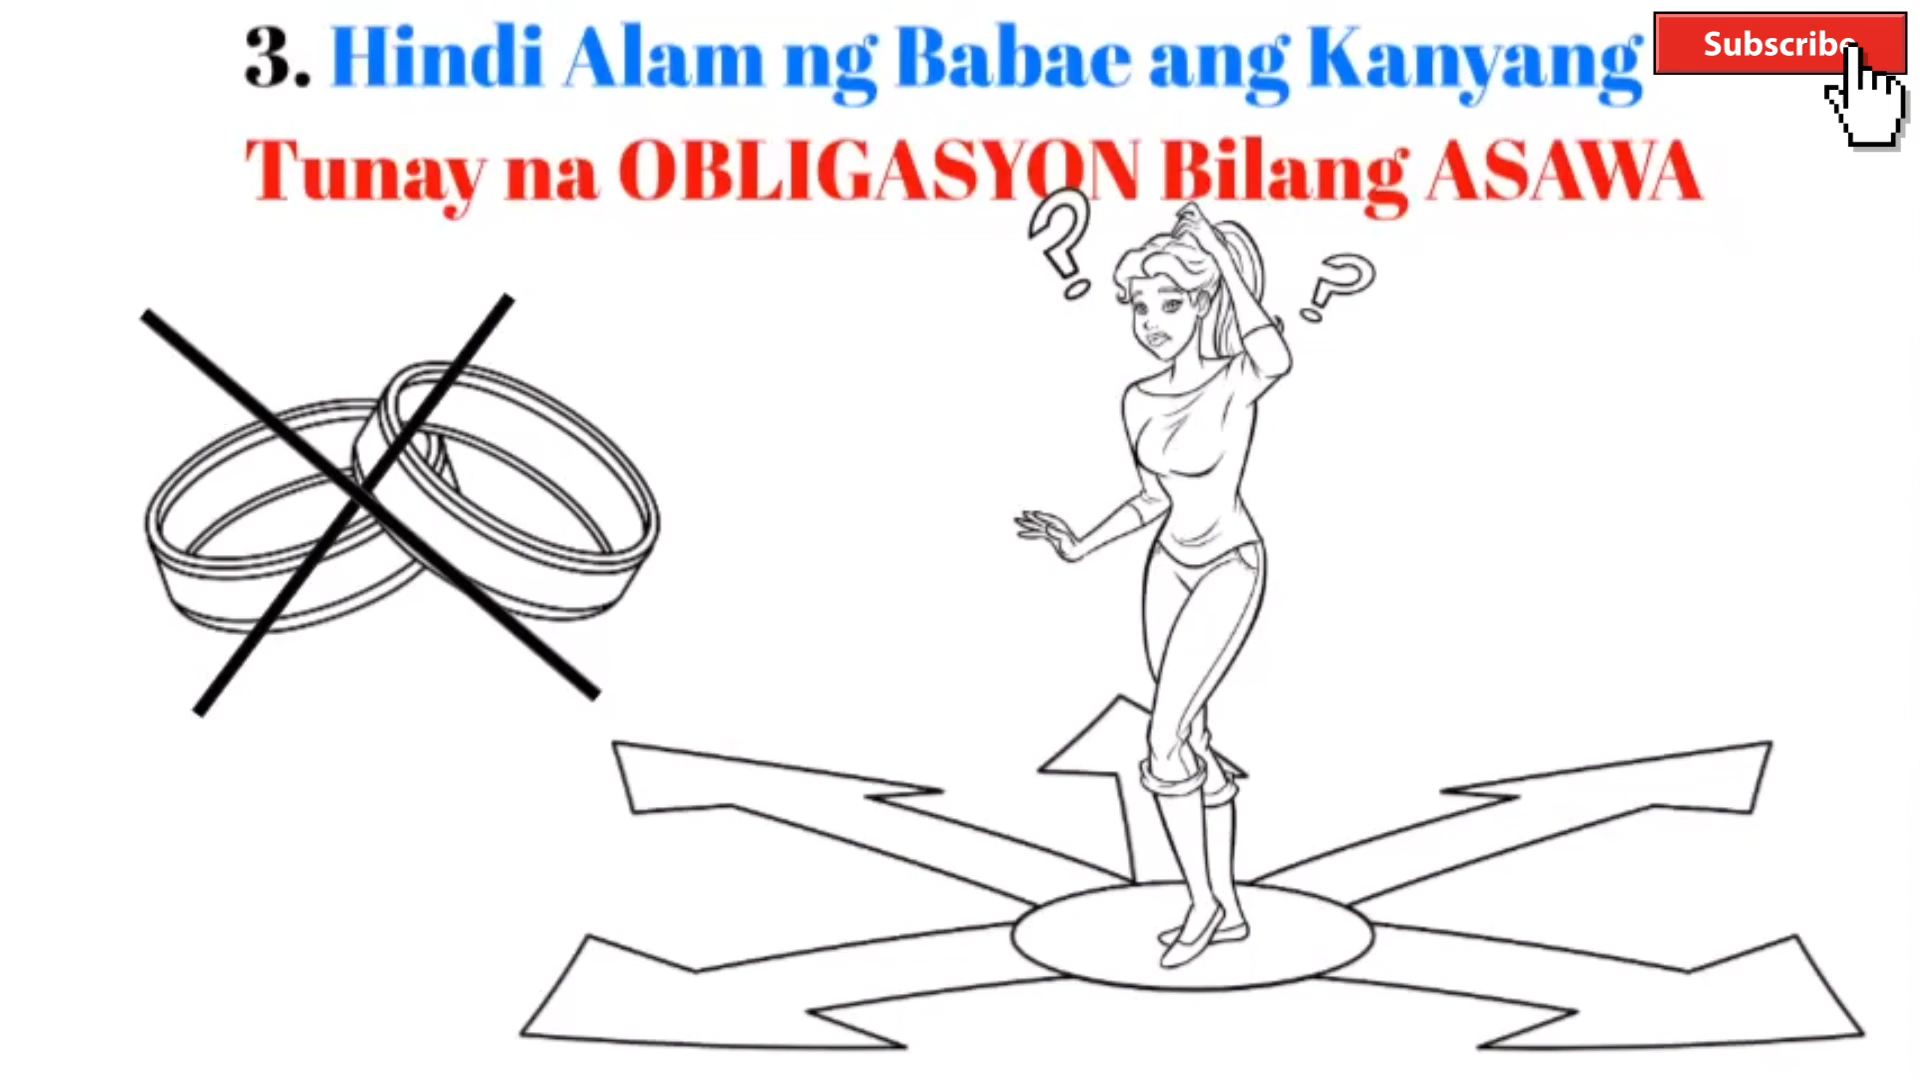 3. Hindi Alam ng Babae ang Kanyang
Tunay na OBLIGASYON Bilang ASAWA
Subscribe
? ?